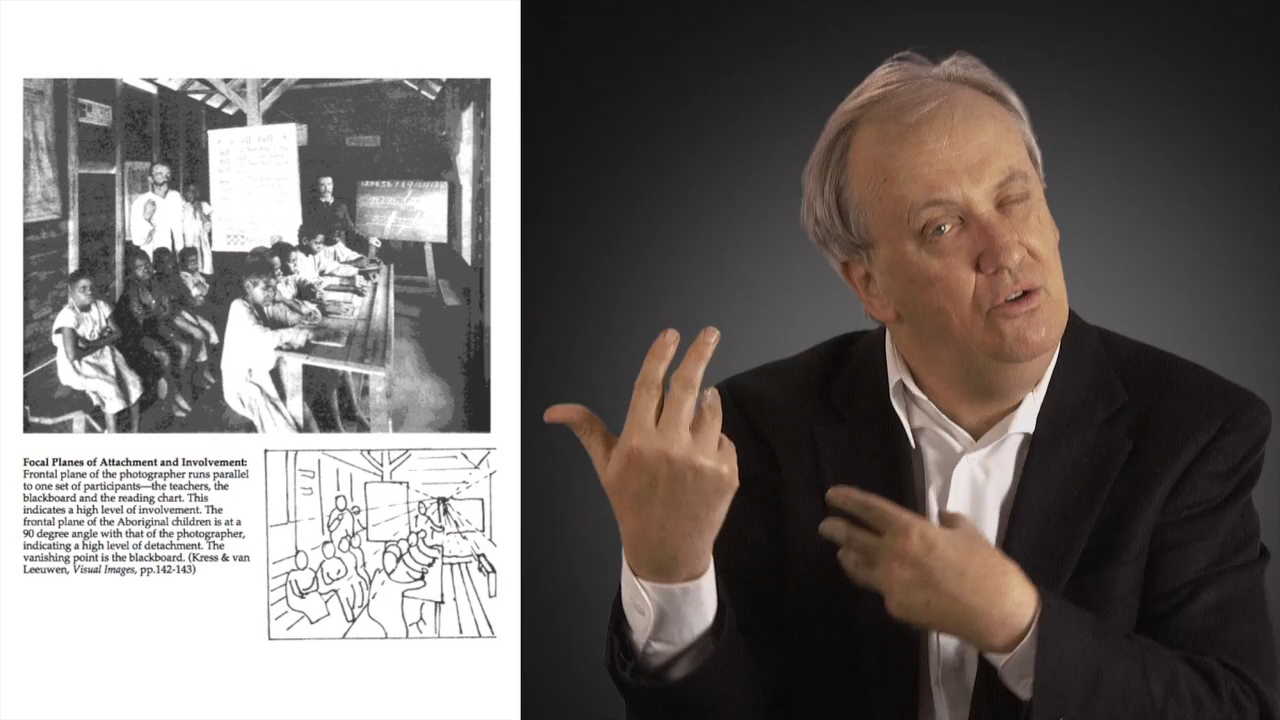 Focal Planes of Attachment and Involvement:
Frontal plane of the photographer runs parallel
to one set of participants—the teachers, the
blackboard and the reading chart. This
indicates a high level of involvement. The
frontal plane of the Aboriginal children is at a
90 degree angle with that of the photographer,
indicating a high level of detachment. The
vanishing point is the blackboard. (Kress & van
Leeuwen, Visual Images, pp.142-143)